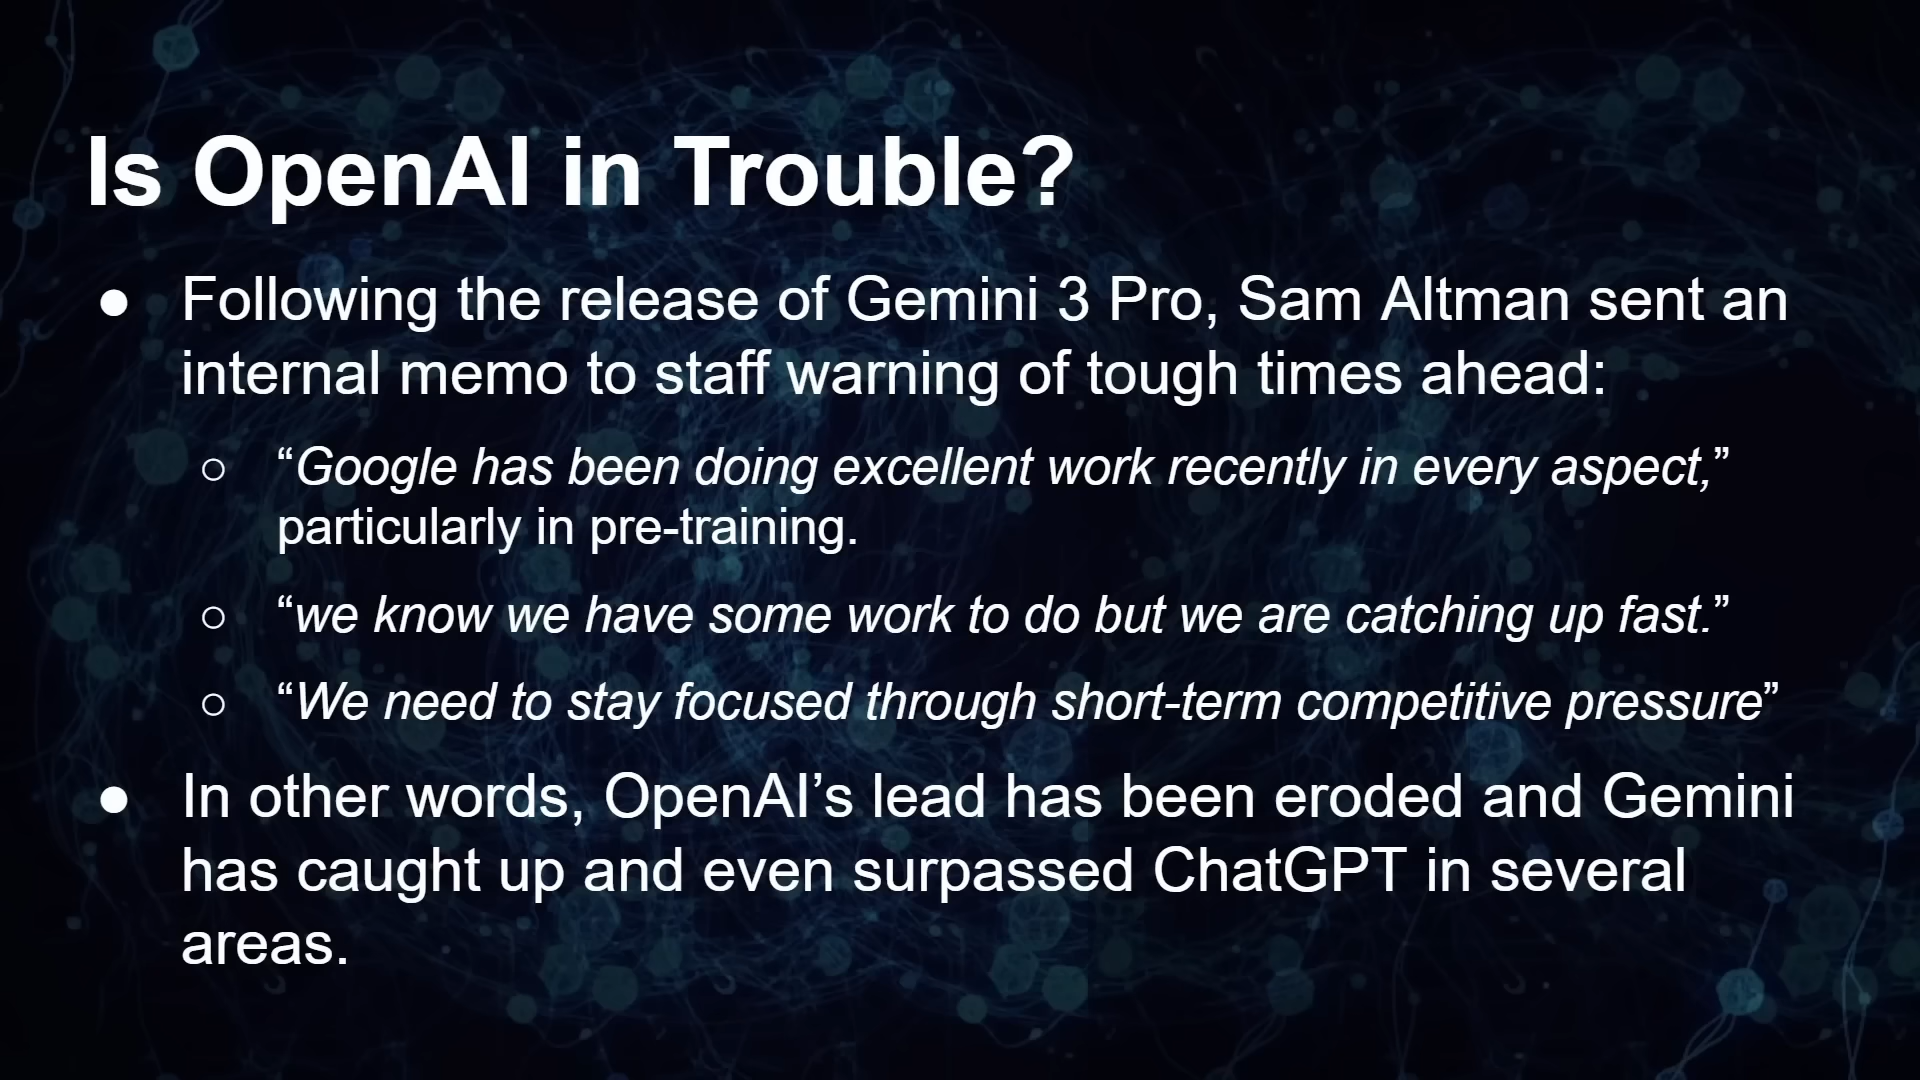 Is OpenAI in Trouble?
● Following the release of Gemini 3 Pro, Sam Altman sent an
internal memo to staff warning of tough times ahead:
○ “Google has been doing excellent work recently in every aspect,”
particularly in pre-training.
○ “we know we have some work to do but we are catching up fast.”
○ “We need to stay focused through short-term competitive pressure”
● In other words, OpenAI’s lead has been eroded and Gemini
has caught up and even surpassed ChatGPT in several
areas.